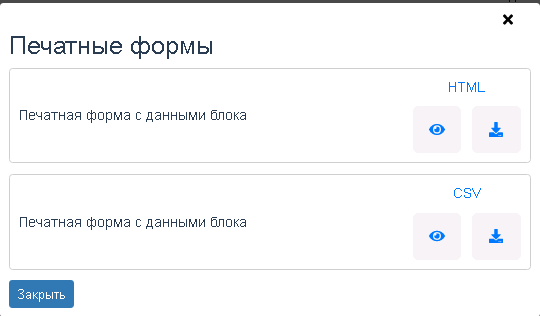 Печатные формы
HTML
Печатная форма с данными блока
CSV
Печатная форма с данными блока
Закрыть